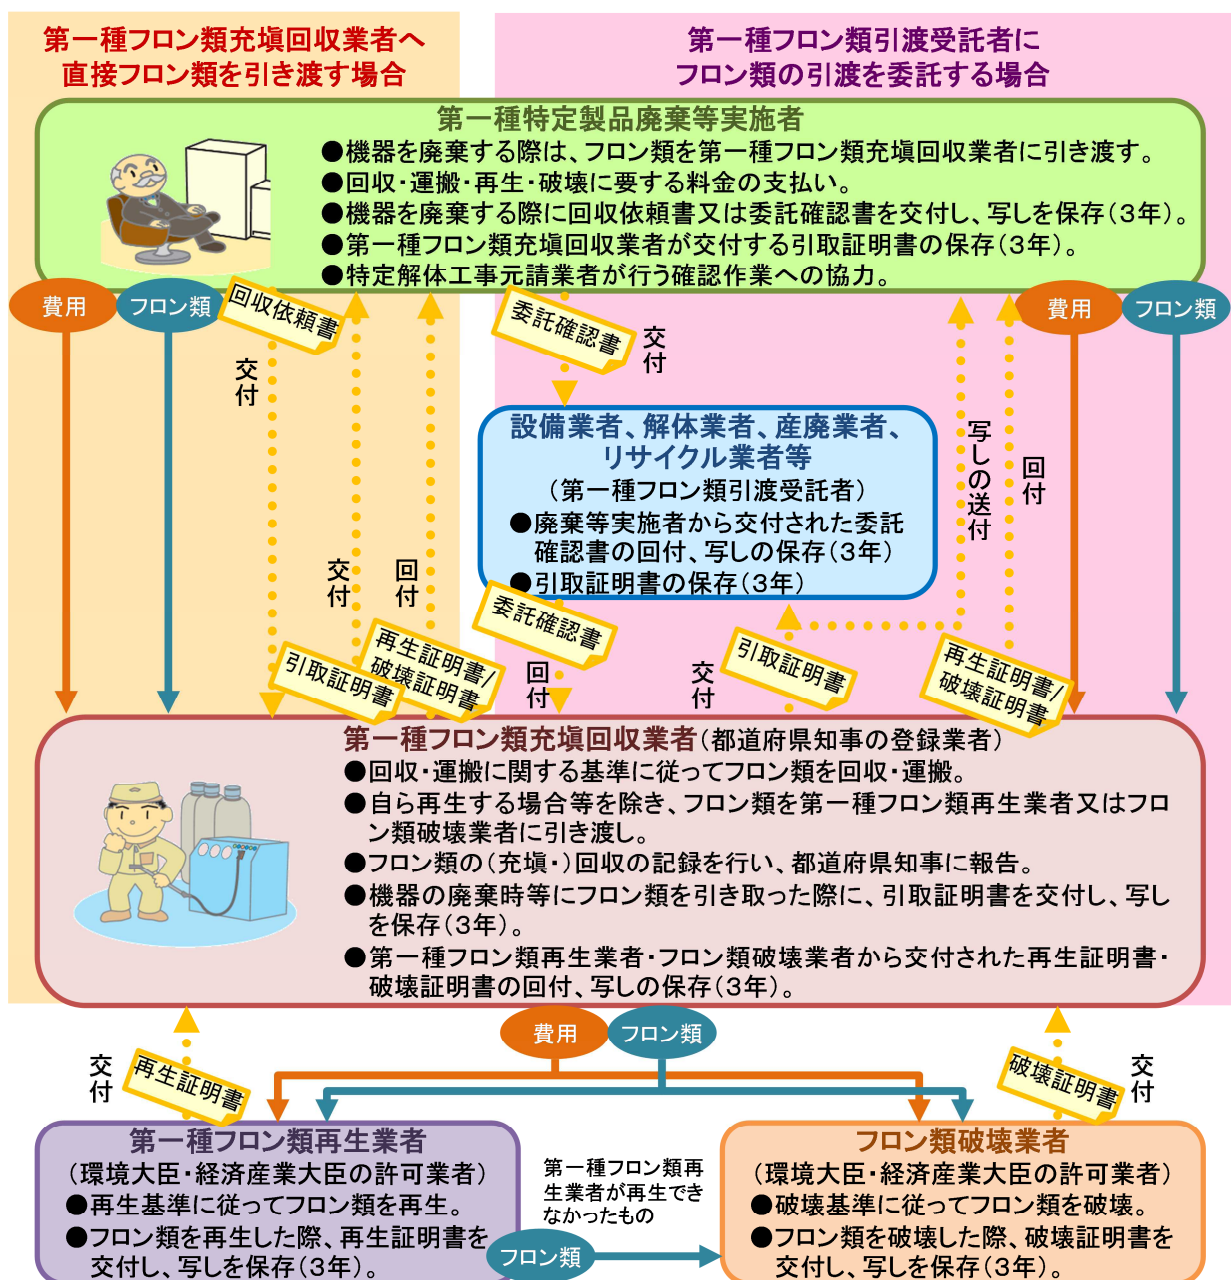 第一種フロン類充塡回収業者へ
直接フロン類を引き渡す場合
第一種フロン類引渡受託者に
フロン類の引渡を委託する場合
第一種特定製品廃棄等実施者
●機器を廃棄する際は、フロン類を第一種フロン類充塡回収業者に引き渡す。
●回収・運搬・再生・破壊に要する料金の支払い。
●機器を廃棄する際に回収依頼書又は委託確認書を交付し、写しを保存(3年)。
●第一種フロン類充塡回収業者が交付する引取証明書の保存(3年)。
●特定解体工事元請業者が行う確認作業への協力。
費用
フロン類
回収依頼書
交付
委託確認書
交付
費用
フロン類
設備業者、解体業者、産廃業者、
リサイクル業者等
(第一種フロン類引渡受託者)
●廃棄等実施者から交付された委託
確認書の回付、写しの保存(3年)
●引取証明書の保存(3年)
写しの送付
回付
交付
回付
引取証明書
再生証明書/
破壊証明書
委託確認書
回付
交付
引取証明書
再生証明書/
破壊証明書
第一種フロン類充塡回収業者(都道府県知事の登録業者)
●回収・運搬に関する基準に従ってフロン類を回収・運搬。
●自ら再生する場合等を除き、フロン類を第一種フロン類再生業者又はフロ
ン類破壊業者に引き渡し。
●フロン類の(充塡・)回収の記録を行い、都道府県知事に報告。
●機器の廃棄時等にフロン類を引き取った際に、引取証明書を交付し、写し
を保存(3年)。
●第一種フロン類再生業者・フロン類破壊業者から交付された再生証明書・
破壊証明書の回付、写しの保存(3年)。
費用
フロン類
交付
再生証明書
破壊証明書
交付
第一種フロン類再生業者
(環境大臣・経済産業大臣の許可業者)
●再生基準に従ってフロン類を再生。
●フロン類を再生した際、再生証明書を
交付し、写しを保存(3年)。
第一種フロン類再
生業者が再生でき
なかったもの
フロン類
フロン類破壊業者
(環境大臣・経済産業大臣の許可業者)
●破壊基準に従ってフロン類を破壊。
●フロン類を破壊した際、破壊証明書を
交付し、写しを保存(3年)。